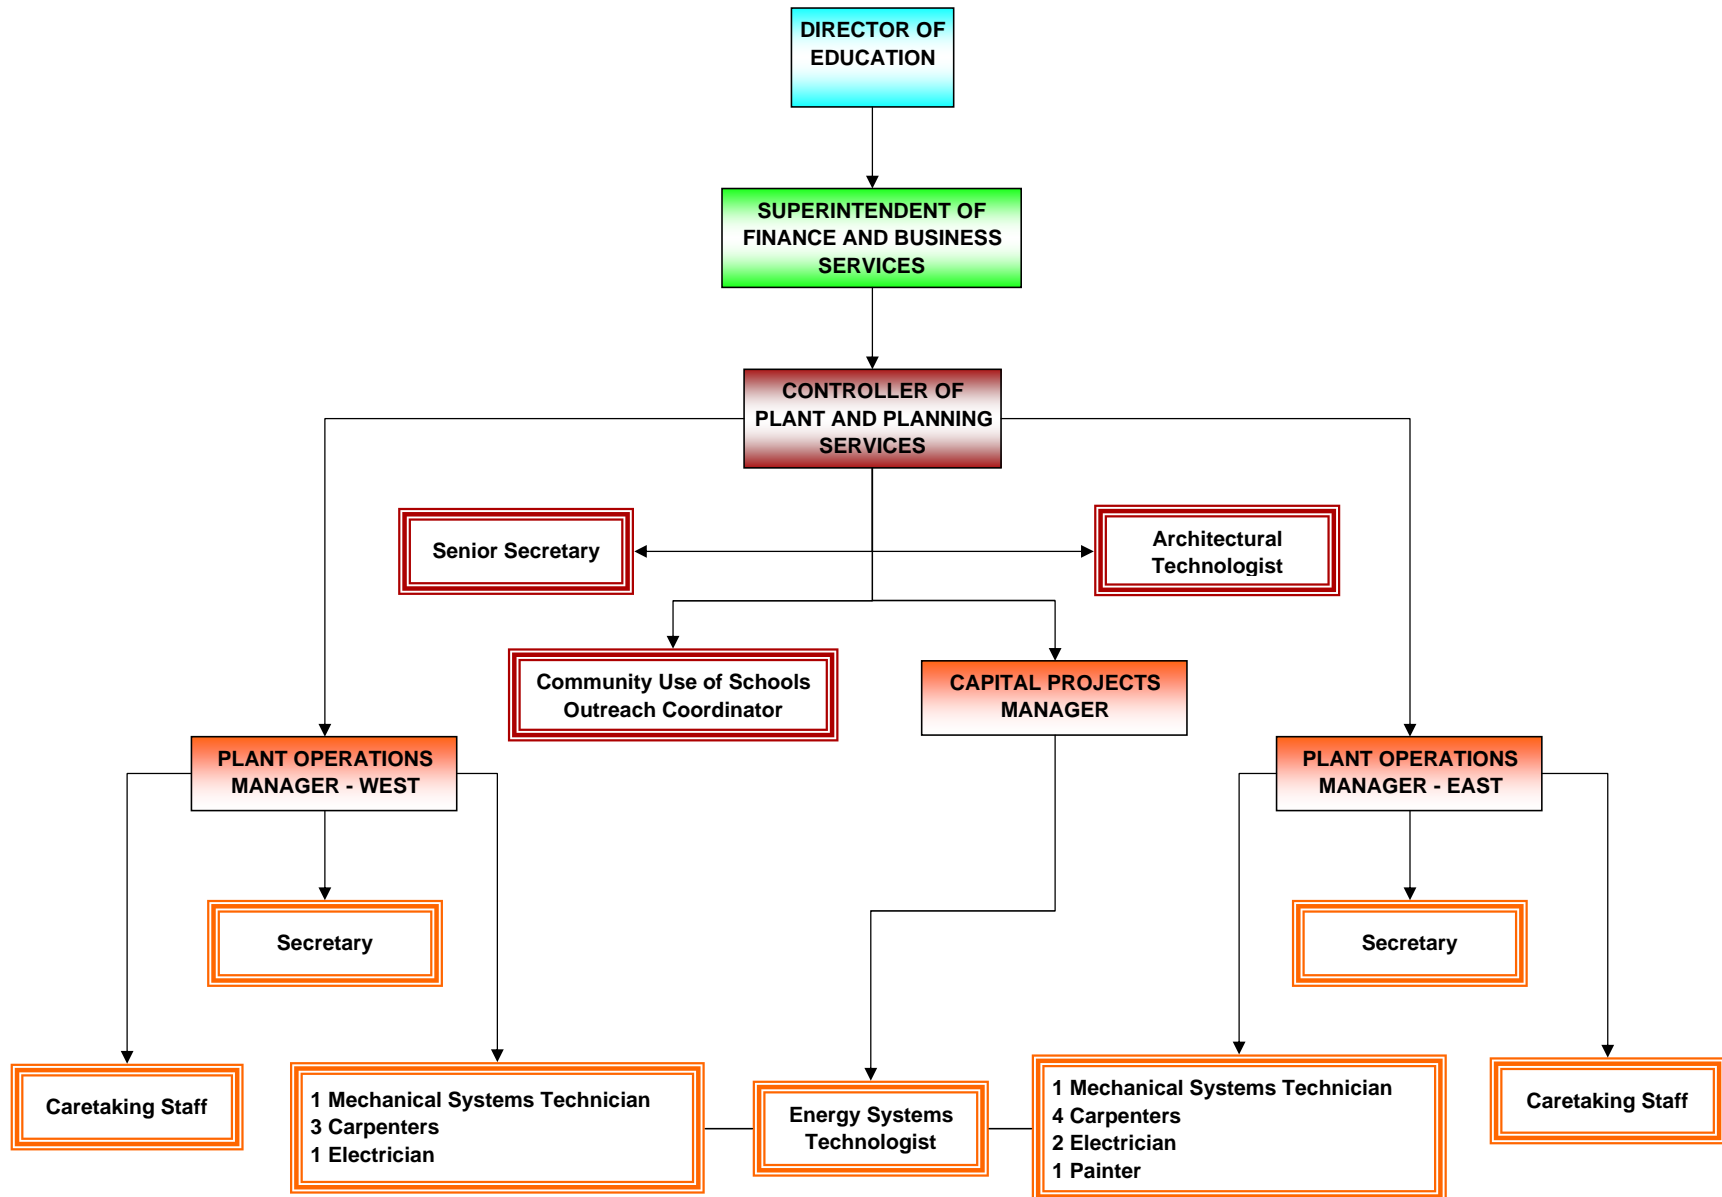 DIRECTOR OF
EDUCATION
SUPERINTENDENT OF
FINANCE AND BUSINESS
SERVICES
CONTROLLER OF
PLANT AND PLANNING
SERVICES
Senior Secretary
Architectural
Technologist
Community Use of Schools
Outreach Coordinator
CAPITAL PROJECTS
MANAGER
PLANT OPERATIONS
MANAGER - WEST
PLANT OPERATIONS
MANAGER - EAST
Secretary
Secretary
Caretaking Staff
1 Mechanical Systems Technician
3 Carpenters
1 Electrician
Energy Systems
Technologist
1 Mechanical Systems Technician
4 Carpenters
2 Electrician
1 Painter
Caretaking Staff